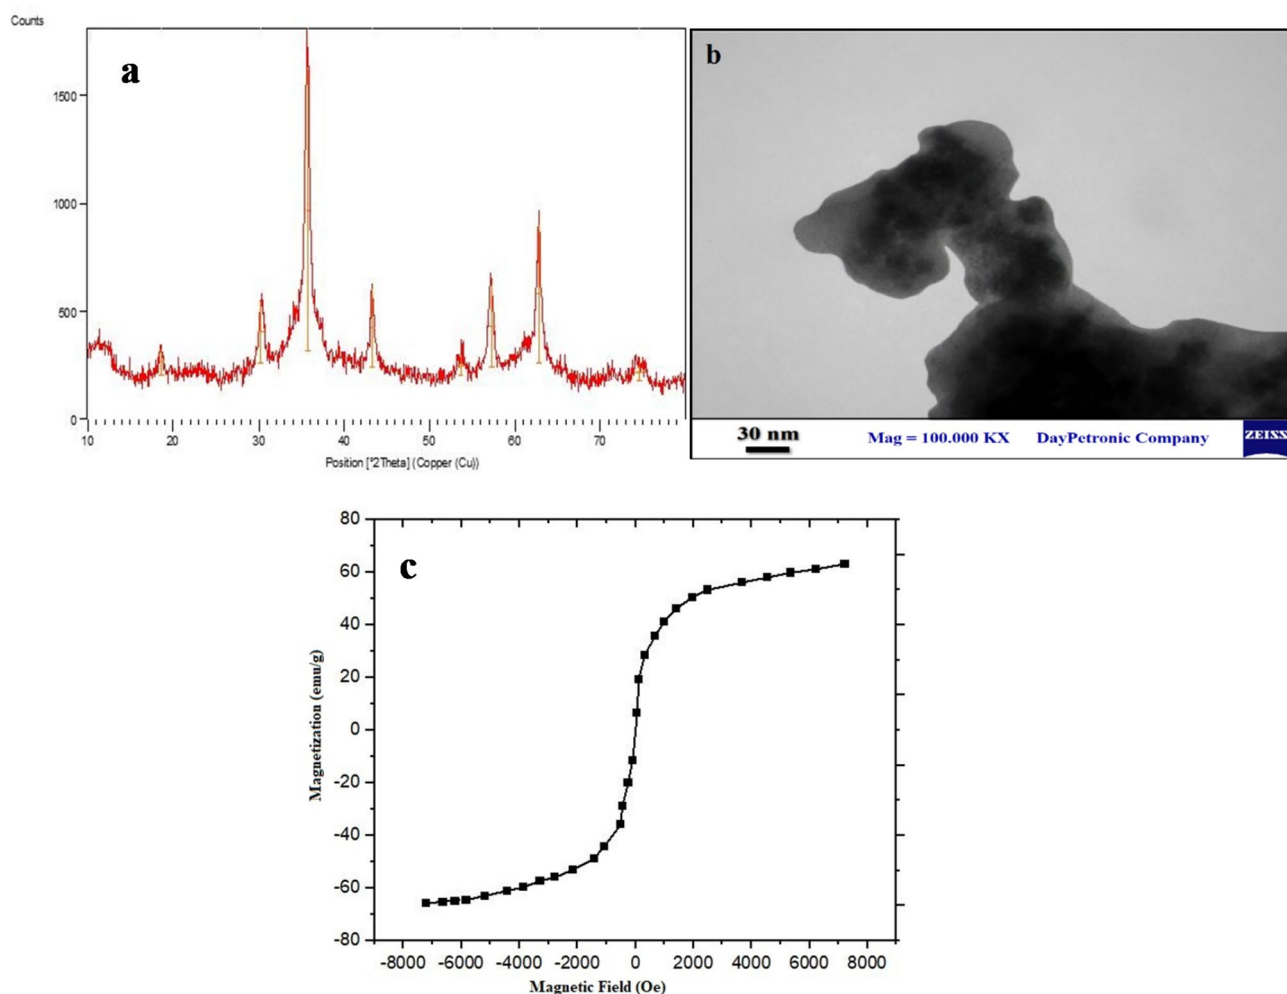 Counts
a
1500
1000
500
0
10 20 30 40 50 60 70
Position [°2Theta] (Copper (Cu))
b
30 nm Mag = 100.000 KX DayPetronic Company ZEISS
c
Magnetization (emu/g)
80
60
40
20
0
-20
-40
-60
-80
-8000 -6000 -4000 -2000 0 2000 4000 6000 8000
Magnetic Field (Oe)